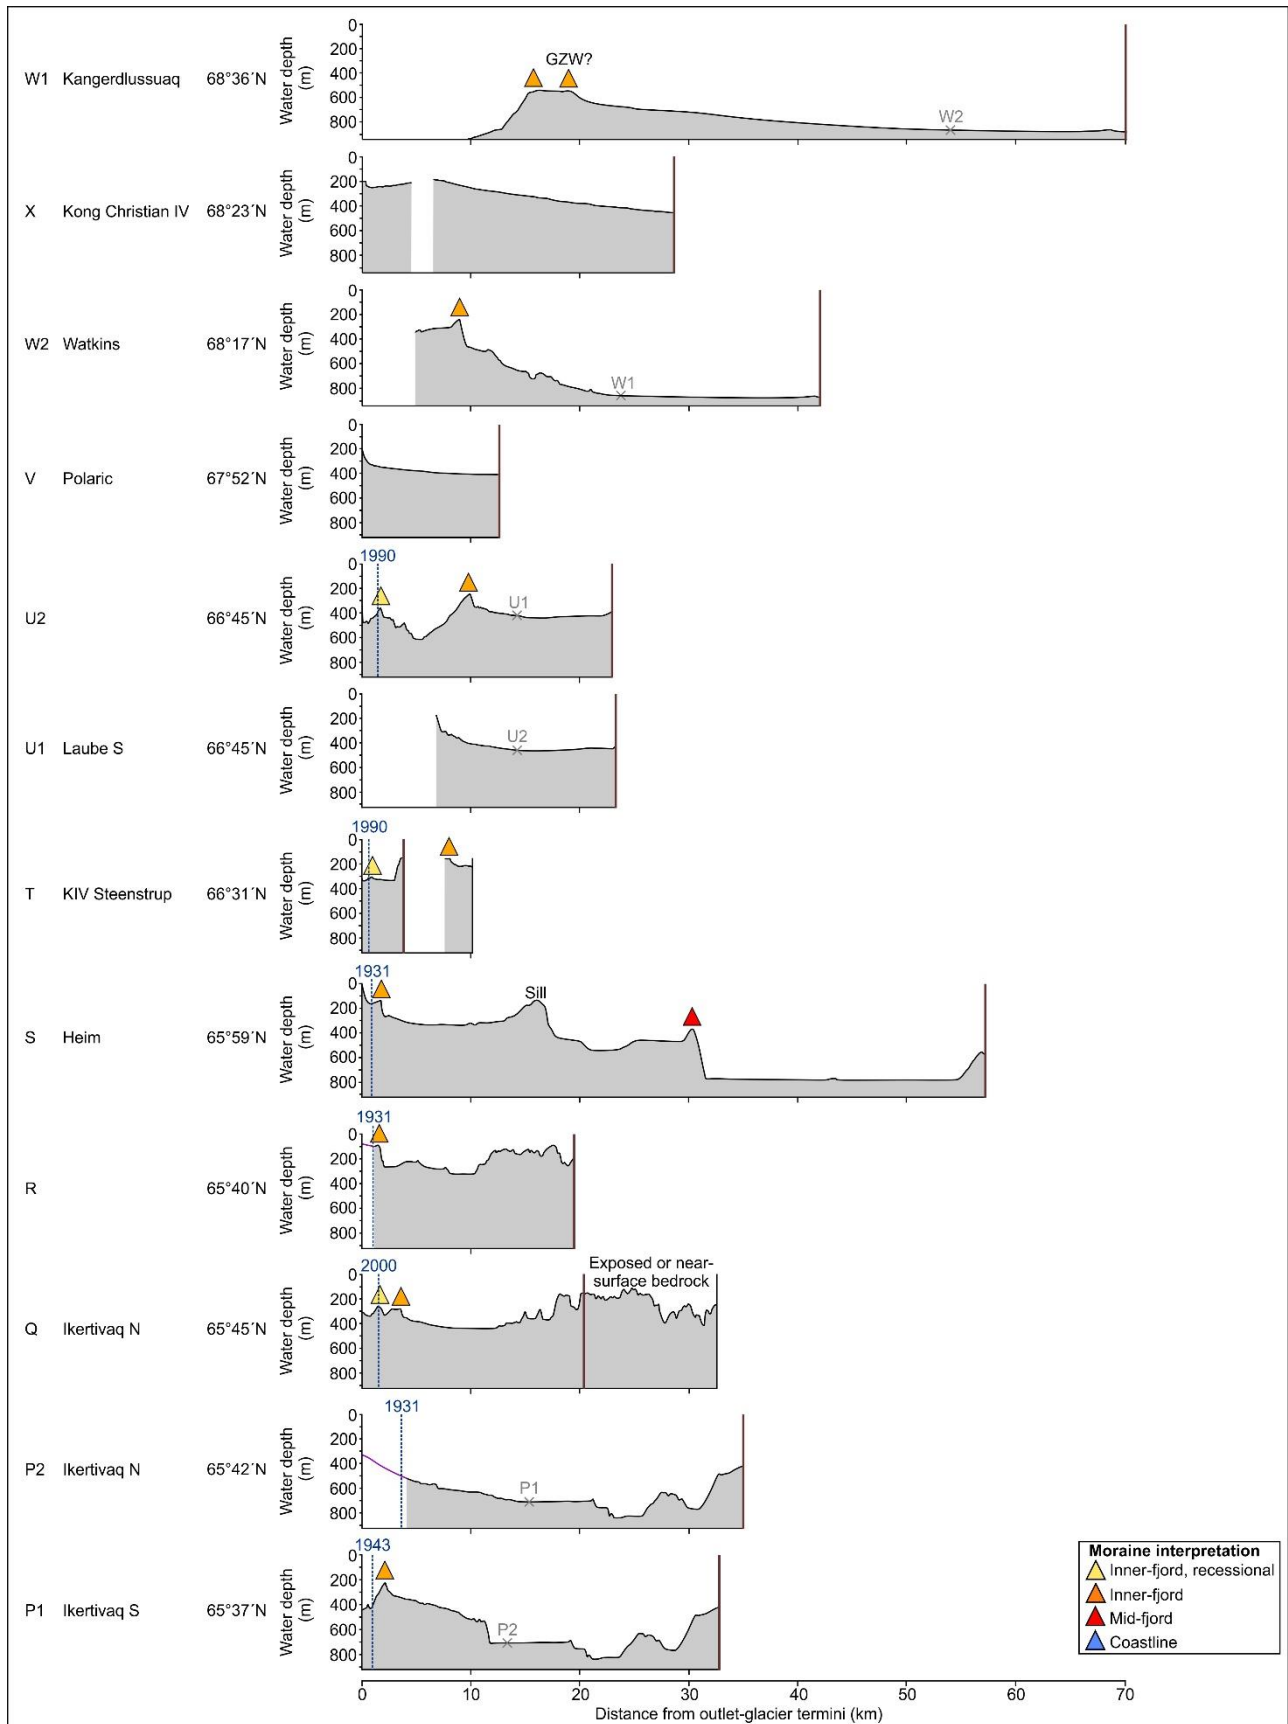 0
200
400
600
800
Water depth
(m)
W1 Kangerdlussuaq 68°36´N
GZW?
W2
0
200
400
600
800
Water depth
(m)
X Kong Christian IV 68°23´N
0
200
400
600
800
Water depth
(m)
W2 Watkins 68°17´N
W1
0
200
400
600
800
Water depth
(m)
V Polaric 67°52´N
1990
0
200
400
600
800
Water depth
(m)
U2 66°45´N
U1
0
200
400
600
800
Water depth
(m)
U1 Laube S 66°45´N
U2
1990
0
200
400
600
800
Water depth
(m)
T KIV Steenstrup 66°31´N
1931
0
200
400
600
800
Water depth
(m)
S Heim 65°59´N
Sill
1931
0
200
400
600
800
Water depth
(m)
R 65°40´N
2000
0
200
400
600
800
Water depth
(m)
Q Ikertivaq N 65°45´N
Exposed or near-
surface bedrock
1931
0
200
400
600
800
Water depth
(m)
P2 Ikertivaq N 65°42´N
P1
1943
0
200
400
600
800
Water depth
(m)
P1 Ikertivaq S 65°37´N
P2
0 10 20 30 40 50 60 70
Distance from outlet-glacier termini (km)
Moraine interpretation
Inner-fjord, recessional
Inner-fjord
Mid-fjord
Coastline